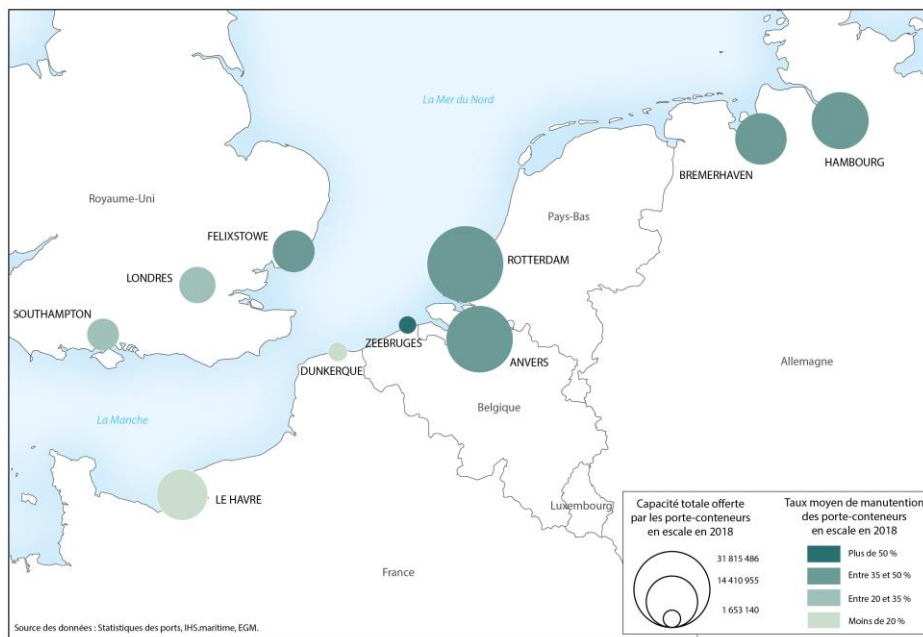 La Mer du Nord
HAMBOURG
BREMERHAVEN
Royaume-Uni
Pays-Bas
FELIXSTOWE
ROTTERDAM
LONDRES
SOUTHAMPTON
ZEEBRUGES
DUNKERQUE
ANVERS
Allemagne
Belgique
La Manche
LE HAVRE
Luxembourg
France
Capacité totale offerte
par les porte-conteneurs
en escale en 2018
31 815 486
14 410 955
1 653 140
Taux moyen de manutention
des porte-conteneurs
en escale en 2018
Plus de 50 %
Entre 35 et 50 %
Entre 20 et 35 %
Moins de 20 %
Source des données : Statistiques des ports, IHS.maritime, EGM.